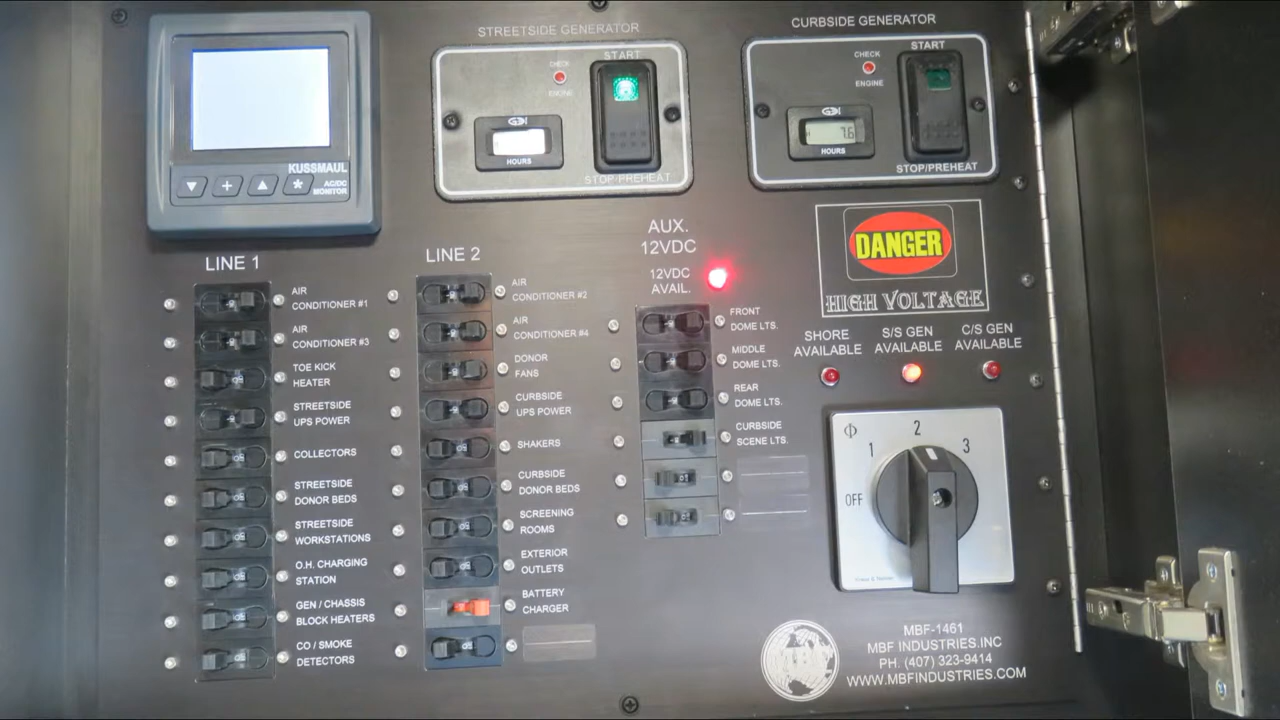 STREETSIDE GENERATOR
START
CHECK
ENGINE
HOURS
STOP/PREHEAT
CURBSIDE GENERATOR
START
CHECK
ENGINE
7.6
HOURS
STOP/PREHEAT
KUSSMAUL
AC/DC
MONITOR
LINE 1
AIR
CONDITIONER #1
AIR
CONDITIONER #3
TOE KICK
HEATER
STREETSIDE
UPS POWER
COLLECTORS
STREETSIDE
DONOR BEDS
STREETSIDE
WORKSTATIONS
O.H. CHARGING
STATION
GEN / CHASSIS
BLOCK HEATERS
CO / SMOKE
DETECTORS
LINE 2
AIR
CONDITIONER #2
AIR
CONDITIONER #4
DONOR
FANS
CURBSIDE
UPS POWER
SHAKERS
CURBSIDE
DONOR BEDS
SCREENING
ROOMS
EXTERIOR
OUTLETS
BATTERY
CHARGER
AUX.
12VDC
12VDC
AVAIL.
FRONT
DOME LTS.
MIDDLE
DOME LTS.
REAR
DOME LTS.
CURBSIDE
SCENE LTS.
DANGER
HIGH VOLTAGE
SHORE
AVAILABLE
S/S GEN
AVAILABLE
C/S GEN
AVAILABLE
OFF
1
2
3
MBF
MBF-1461
MBF INDUSTRIES.INC
PH. (407) 323-9414
WWW.MBFINDUSTRIES.COM